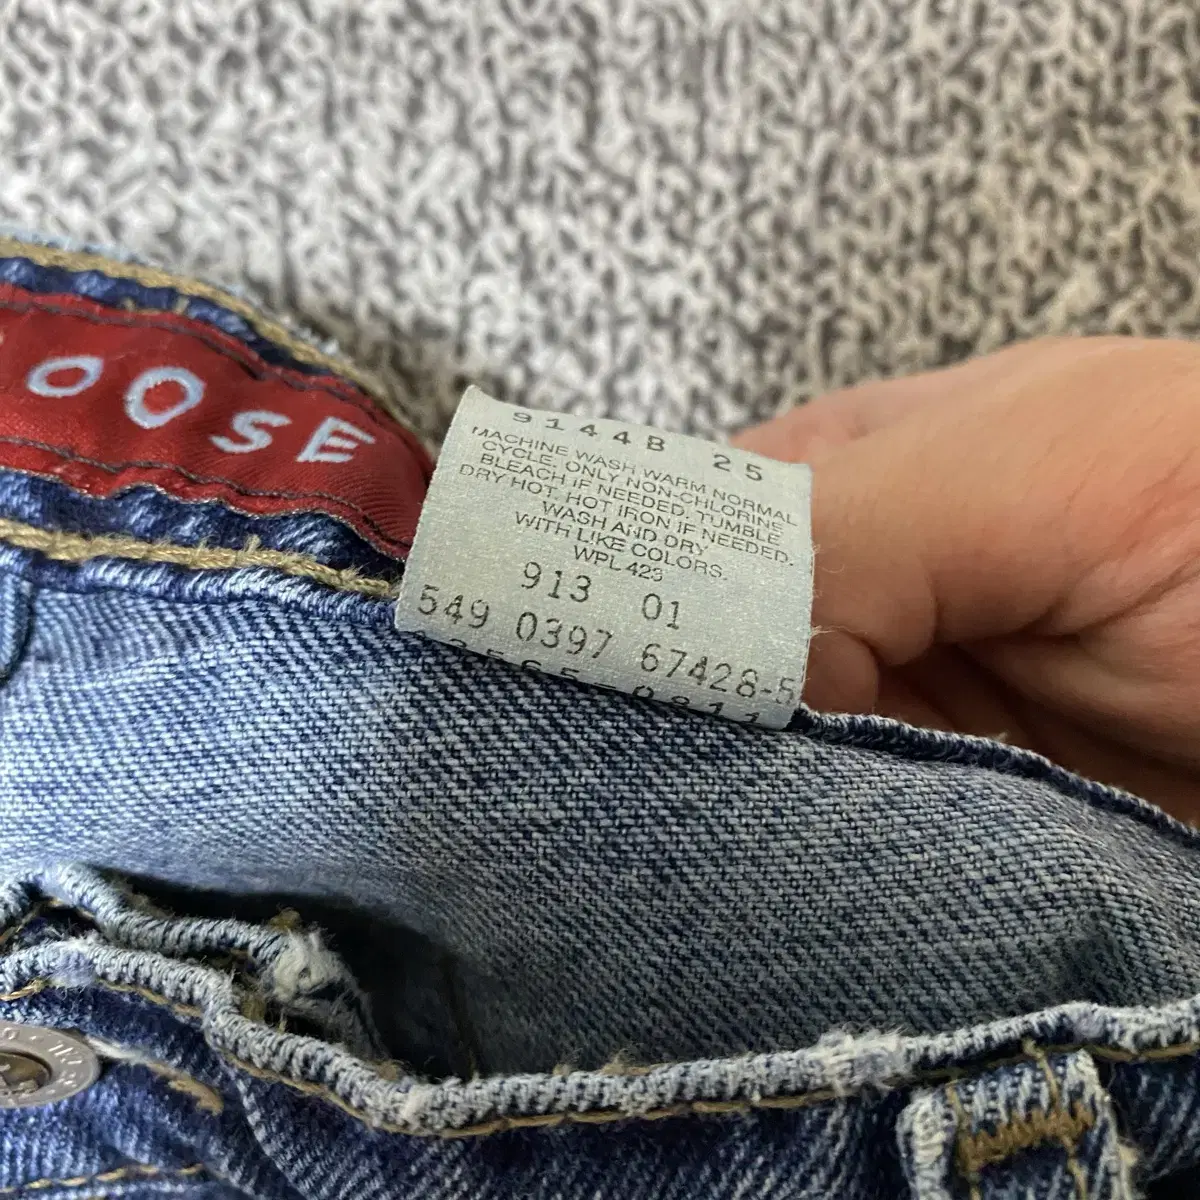 OOSE
9144B 25
MACHINE WASH WARM NORMAL
CYCLE. ONLY NON-CHLORINE
BLEACH IF NEEDED. TUMBLE
DRY HOT. HOT IRON IF NEEDED.
WASH AND DRY
WITH LIKE COLORS.
WPL 423
913 01
549 0397 67428-5